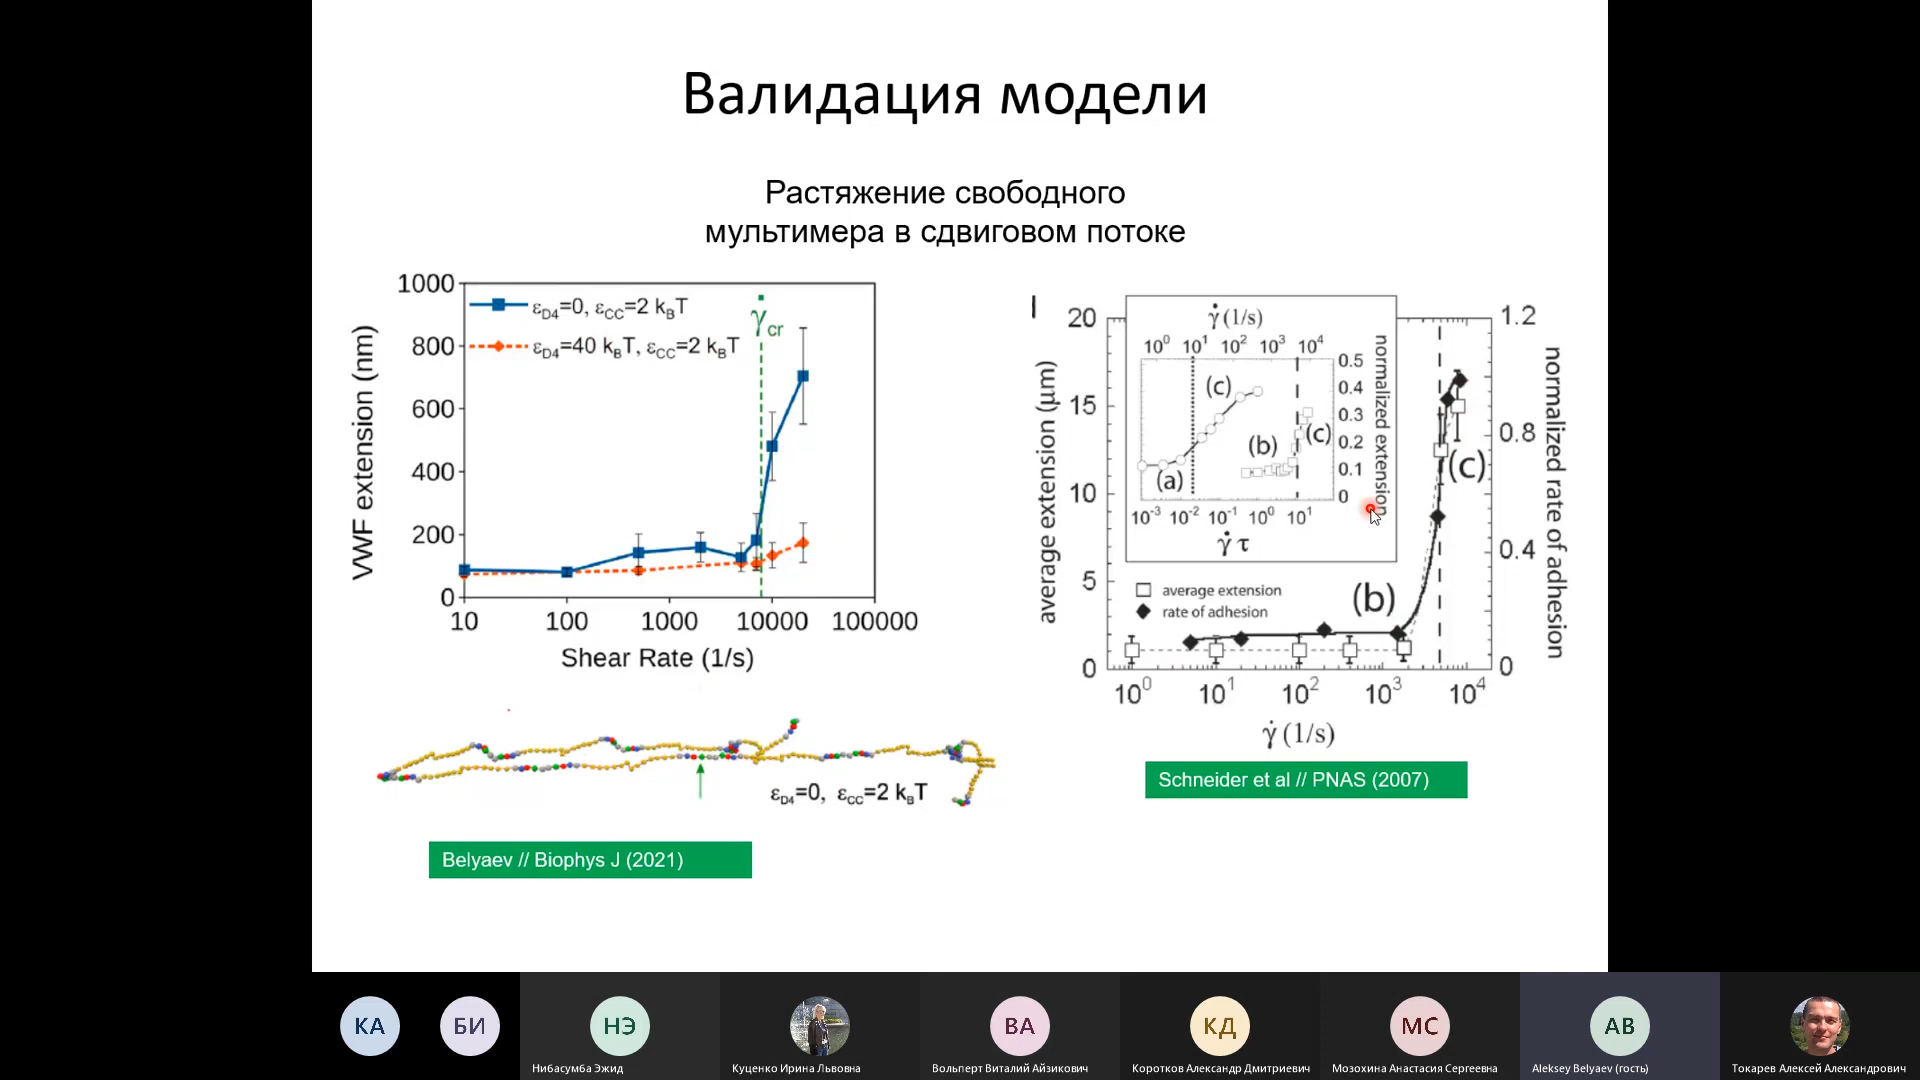 Валидация модели
Растяжение свободного
мультимера в сдвиговом потоке
1000
800
600
400
200
0
VWF extension (nm)
εD4=0, εCC=2 kBT
εD4=40 kBT, εCC=2 kBT
γ̇cr
10 100 1000 10000 100000
Shear Rate (1/s)
εD4=0, εCC=2 kBT
Belyaev // Biophys J (2021)
I
20
15
10
5
0
average extension (µm)
γ̇ (1/s)
10⁰ 10¹ 10² 10³ 10⁴
0.5
0.4
0.3
0.2
0.1
0
normalized extension
(c)
(b)
(c)
(a)
10⁻³ 10⁻² 10⁻¹ 10⁰ 10¹
γ̇ τ
average extension
rate of adhesion
(b)
(c)
1.2
0.8
0.4
0
normalized rate of adhesion
10⁰ 10¹ 10² 10³ 10⁴
γ̇ (1/s)
Schneider et al // PNAS (2007)
КА
БИ
НЭ
ВА
КД
МС
АВ
Нибасумба Эжид
Куценко Ирина Львовна
Вольперт Виталий Айзикович
Коротков Александр Дмитриевич
Мозохина Анастасия Сергеевна
Aleksey Belyaev (гость)
Токарев Алексей Александрович